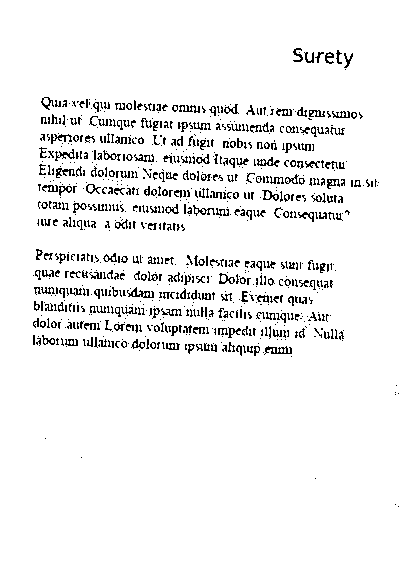 Surety
Quia vel qui molestiae omnis quod. Aut rem dignissimos
nihil ut. Cumque fugiat ipsum assumenda consequatur
asperiores ullamco. Ut ad fugit nobis non ipsum
Expedita laboriosam, eiusmod itaque unde consectetur
Eligendi dolorum Neque dolores ut. Commodo magna in sit
tempor. Occaecati dolorem ullamco ut. Dolores soluta
totam possimus, eiusmod laborum eaque. Consequatur?
iure aliqua. a odit veritatis
Perspiciatis odio ut amet. Molestiae eaque sunt fugit,
quae recusandae dolor adipisci. Dolor illo consequat
numquam quibusdam incididunt sit. Eveniet quas
blanditiis numquam ipsam nulla facilis cumque. Aut
dolor autem Lorem voluptatem impedit illum id. Nulla
laborum ullamco dolorum ipsum aliquip enim